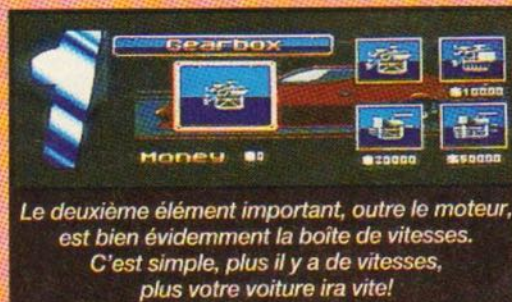 Gearbox
$10000
Money $0
$20000 $50000
Le deuxième élément important, outre le moteur,
est bien évidemment la boîte de vitesses.
C'est simple, plus il y a de vitesses,
plus votre voiture ira vite!